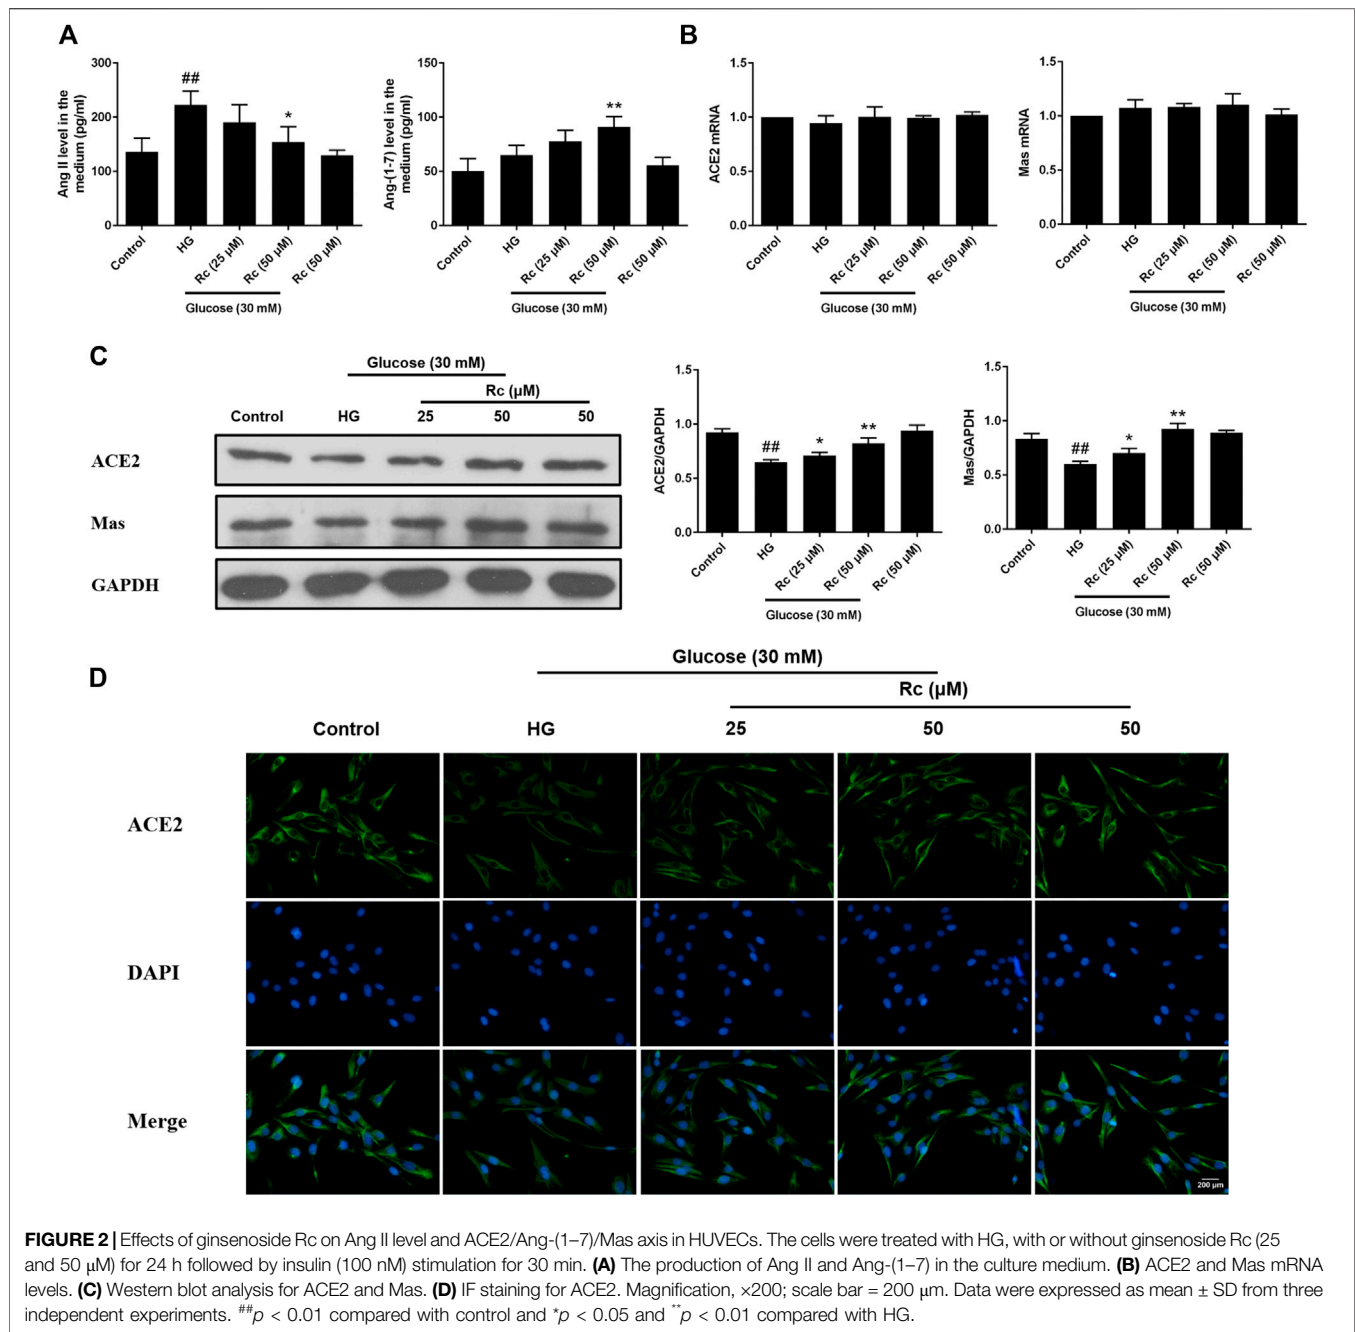 A
Ang II level in the
medium (pg/ml)
300
200
100
0
##
*
Control
HG
Rc (25 μM)
Rc (50 μM)
Rc (50 μM)
Glucose (30 mM)
Ang-(1-7) level in the
medium (pg/ml)
150
100
50
0
**
Control
HG
Rc (25 μM)
Rc (50 μM)
Rc (50 μM)
Glucose (30 mM)
B
ACE2 mRNA
1.5
1.0
0.5
0.0
Control
HG
Rc (25 μM)
Rc (50 μM)
Rc (50 μM)
Glucose (30 mM)
Mas mRNA
1.5
1.0
0.5
0.0
Control
HG
Rc (25 μM)
Rc (50 μM)
Rc (50 μM)
Glucose (30 mM)
C
Glucose (30 mM)
Rc (μM)
Control HG 25 50 50
ACE2
Mas
GAPDH
ACE2/GAPDH
1.5
1.0
0.5
0.0
##
*
**
Control
HG
Rc (25 μM)
Rc (50 μM)
Rc (50 μM)
Glucose (30 mM)
Mas/GAPDH
1.5
1.0
0.5
0.0
##
*
**
Control
HG
Rc (25 μM)
Rc (50 μM)
Rc (50 μM)
Glucose (30 mM)
D
Glucose (30 mM)
Rc (μM)
Control HG 25 50 50
ACE2
DAPI
Merge
200 μm
FIGURE 2 | Effects of ginsenoside Rc on Ang II level and ACE2/Ang-(1–7)/Mas axis in HUVECs. The cells were treated with HG, with or without ginsenoside Rc (25
and 50 μM) for 24 h followed by insulin (100 nM) stimulation for 30 min. (A) The production of Ang II and Ang-(1–7) in the culture medium. (B) ACE2 and Mas mRNA
levels. (C) Western blot analysis for ACE2 and Mas. (D) IF staining for ACE2. Magnification, ×200; scale bar = 200 μm. Data were expressed as mean ± SD from three
independent experiments. ##p < 0.01 compared with control and *p < 0.05 and **p < 0.01 compared with HG.